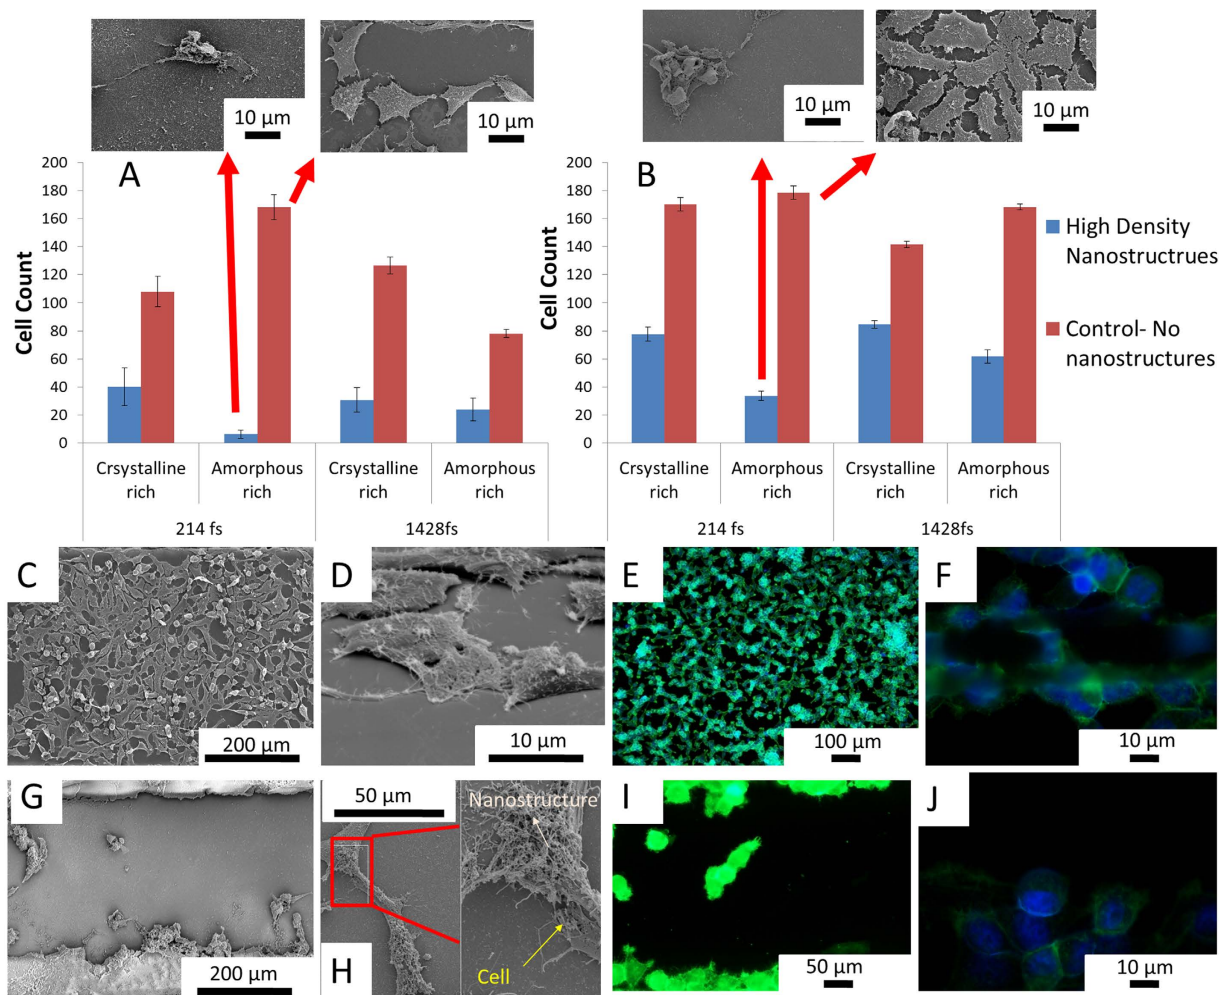 10 µm
10 µm
10 µm
10 µm
A
Cell Count
200
180
160
140
120
100
80
60
40
20
0
Crsystalline rich
Amorphous rich
Crsystalline rich
Amorphous rich
214 fs
1428fs
B
Cell Count
200
180
160
140
120
100
80
60
40
20
0
Crsystalline rich
Amorphous rich
Crsystalline rich
Amorphous rich
214 fs
1428fs
High Density
Nanostructrues
Control- No
nanostructures
C
200 µm
D
10 µm
E
100 µm
F
10 µm
G
200 µm
50 µm
Nanostructure
H
Cell
I
50 µm
J
10 µm